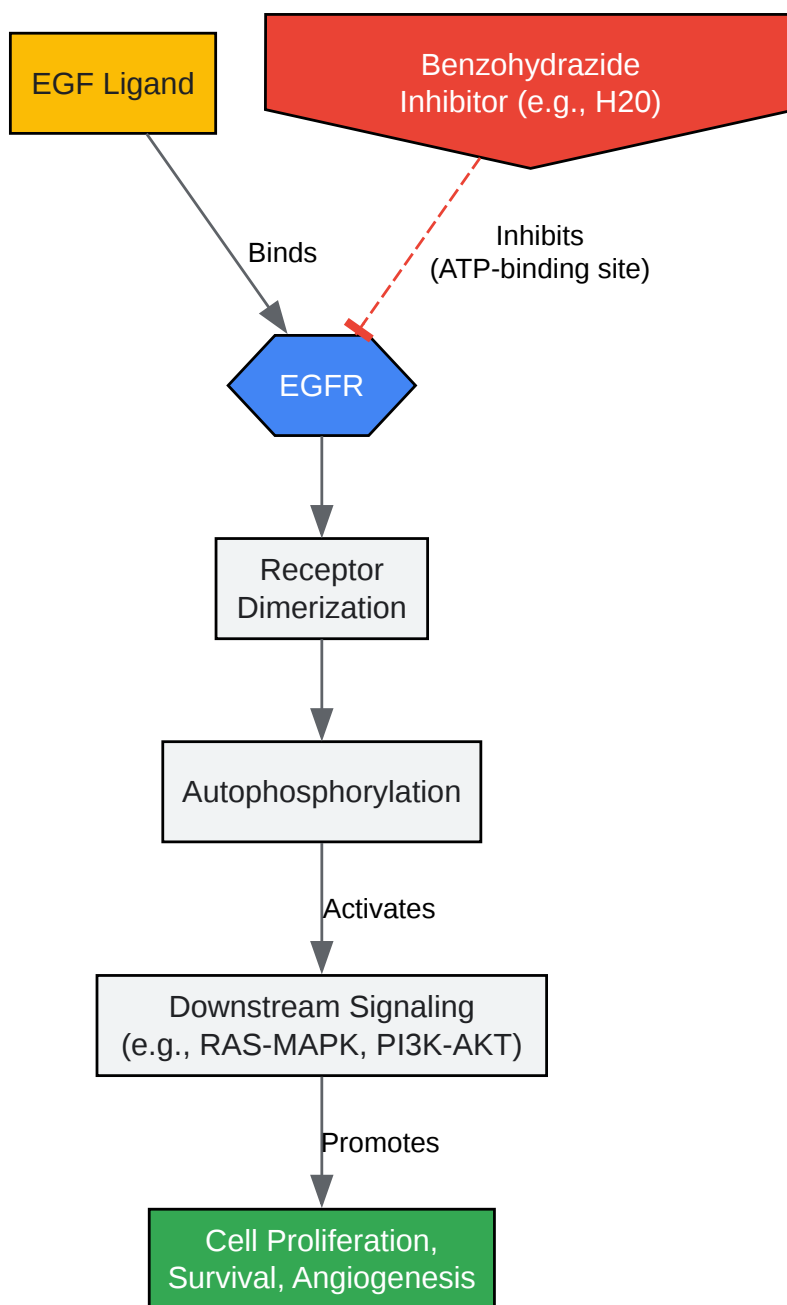 EGF Ligand
Benzohydrazide
Inhibitor (e.g., H20)
Binds
Inhibits
(ATP-binding site)
EGFR
Receptor
Dimerization
Autophosphorylation
Activates
Downstream Signaling
(e.g., RAS-MAPK, PI3K-AKT)
Promotes
Cell Proliferation,
Survival, Angiogenesis